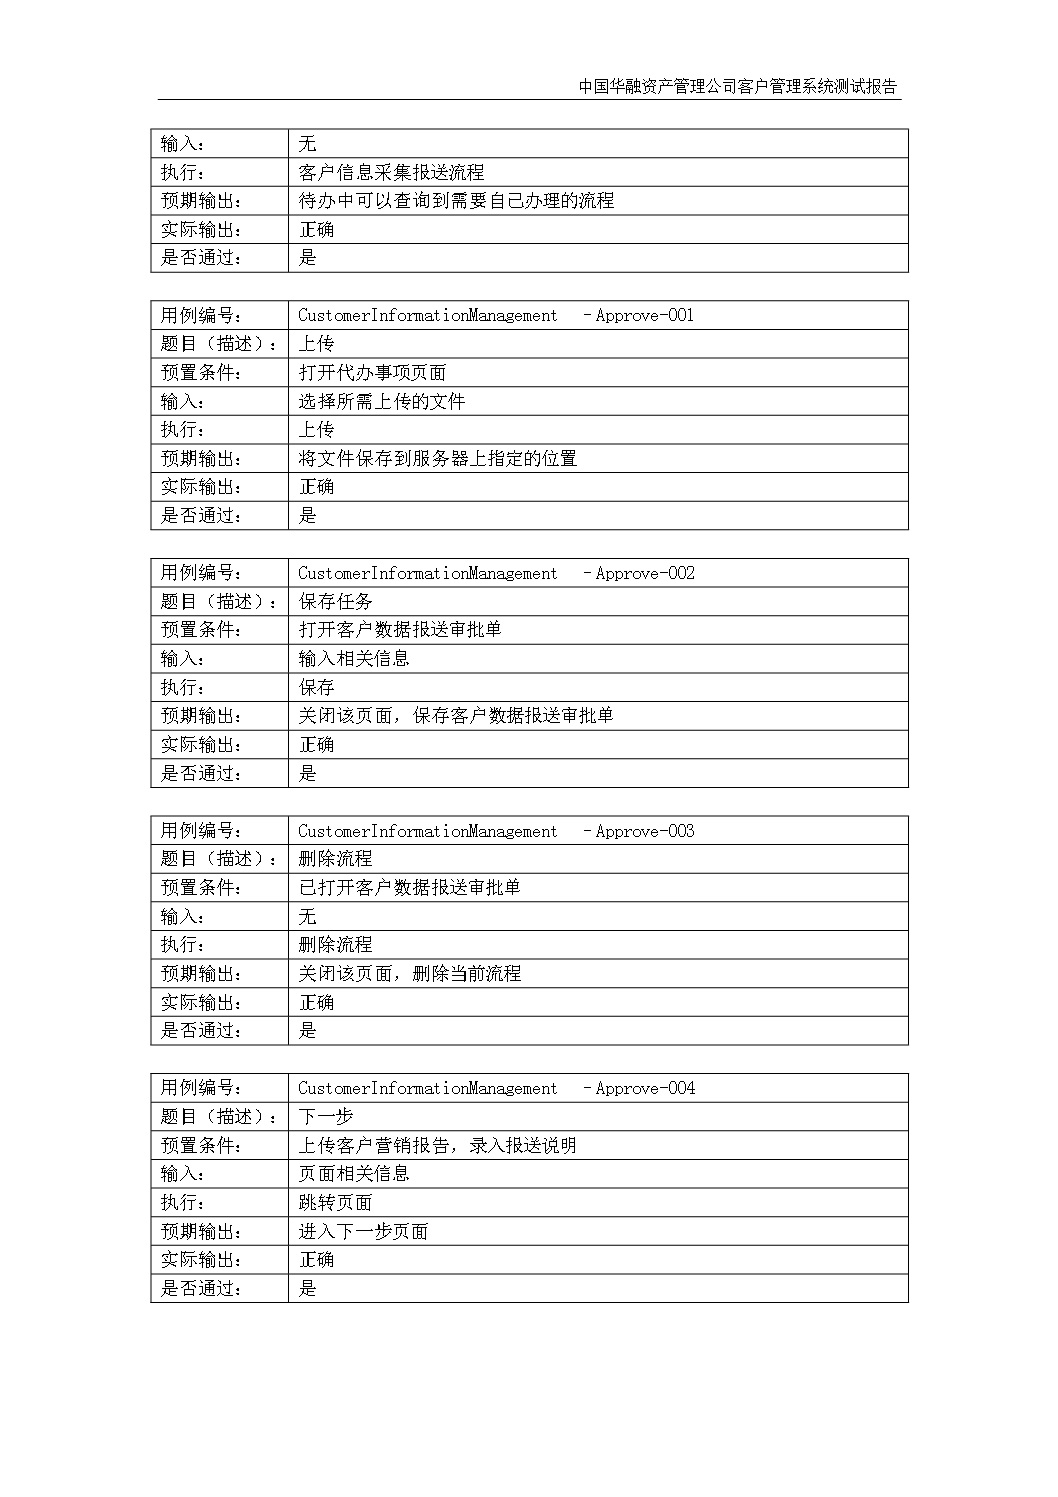 中国华融资产管理公司客户管理系统测试报告
输入： 无
执行： 客户信息采集报送流程
预期输出： 待办中可以查询到需要自己办理的流程
实际输出： 正确
是否通过： 是
用例编号： CustomerInformationManagement –Approve-001
题目（描述）： 上传
预置条件： 打开代办事项页面
输入： 选择所需上传的文件
执行： 上传
预期输出： 将文件保存到服务器上指定的位置
实际输出： 正确
是否通过： 是
用例编号： CustomerInformationManagement –Approve-002
题目（描述）： 保存任务
预置条件： 打开客户数据报送审批单
输入： 输入相关信息
执行： 保存
预期输出： 关闭该页面，保存客户数据报送审批单
实际输出： 正确
是否通过： 是
用例编号： CustomerInformationManagement –Approve-003
题目（描述）： 删除流程
预置条件： 已打开客户数据报送审批单
输入： 无
执行： 删除流程
预期输出： 关闭该页面，删除当前流程
实际输出： 正确
是否通过： 是
用例编号： CustomerInformationManagement –Approve-004
题目（描述）： 下一步
预置条件： 上传客户营销报告，录入报送说明
输入： 页面相关信息
执行： 跳转页面
预期输出： 进入下一步页面
实际输出： 正确
是否通过： 是